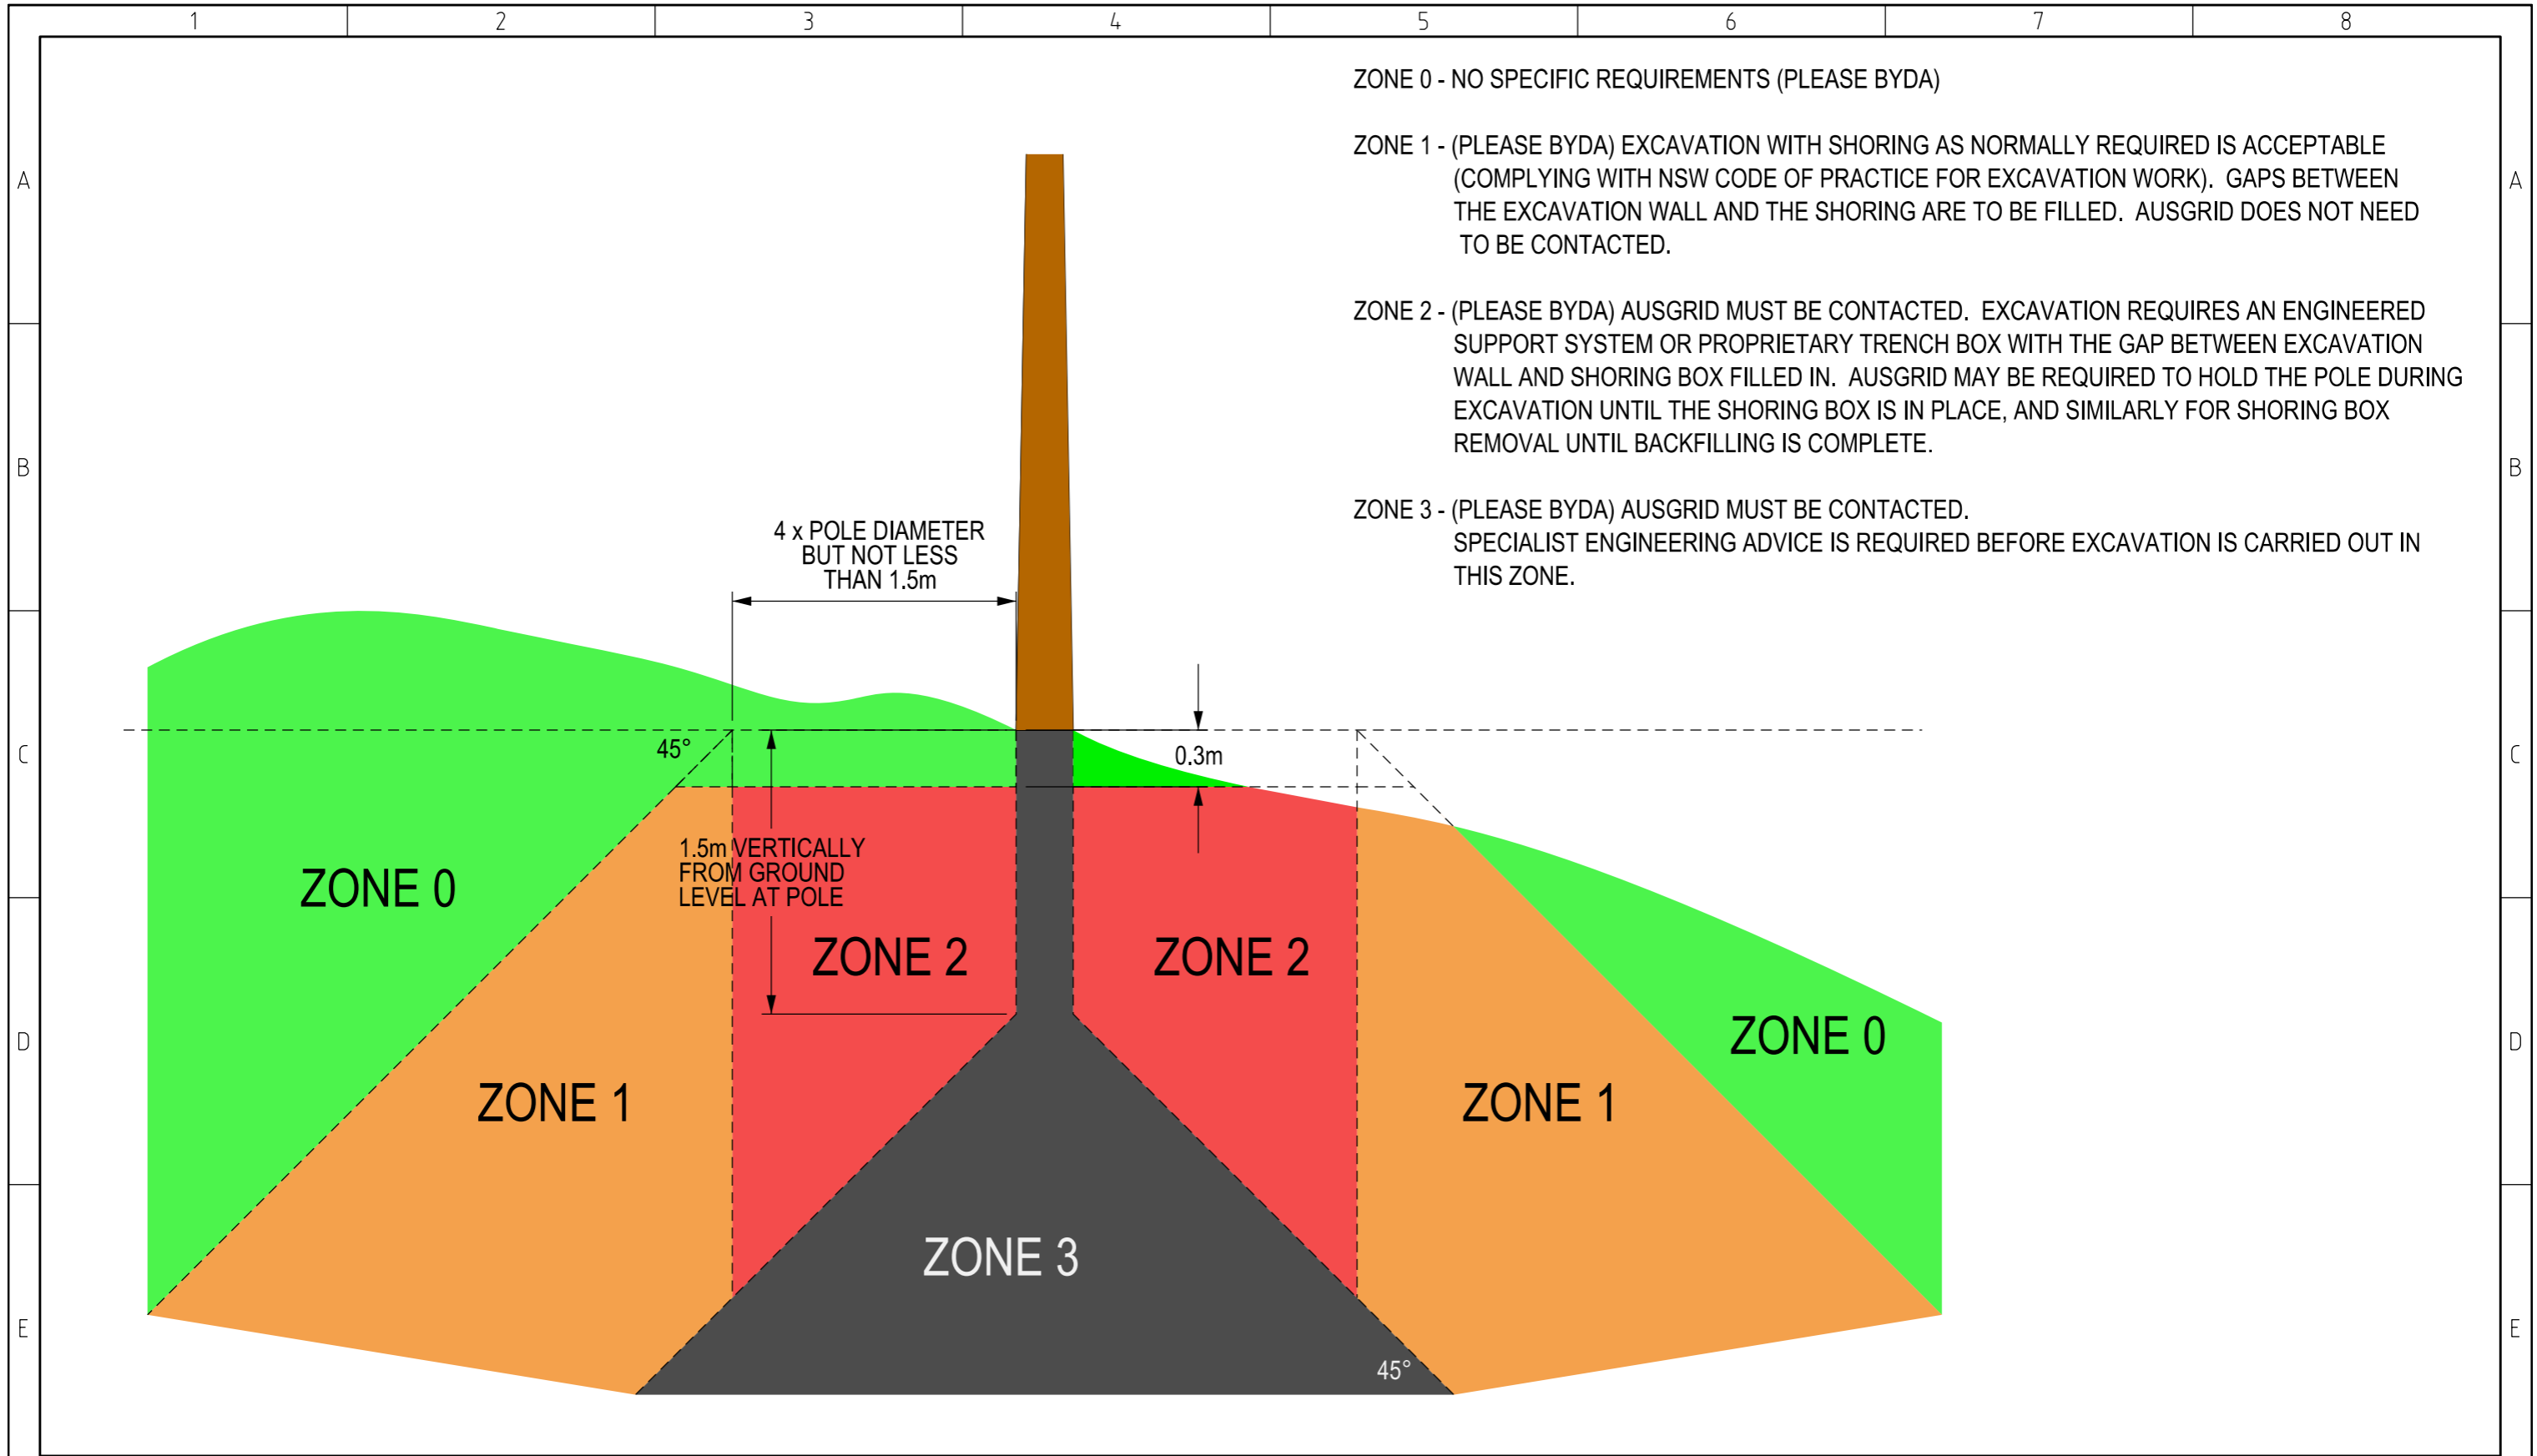 1 2 3 4 5 6 7 8
ZONE 0 - NO SPECIFIC REQUIREMENTS (PLEASE BYDA)
ZONE 1 - (PLEASE BYDA) EXCAVATION WITH SHORING AS NORMALLY REQUIRED IS ACCEPTABLE
(COMPLYING WITH NSW CODE OF PRACTICE FOR EXCAVATION WORK). GAPS BETWEEN
THE EXCAVATION WALL AND THE SHORING ARE TO BE FILLED. AUSGRID DOES NOT NEED
TO BE CONTACTED.
ZONE 2 - (PLEASE BYDA) AUSGRID MUST BE CONTACTED. EXCAVATION REQUIRES AN ENGINEERED
SUPPORT SYSTEM OR PROPRIETARY TRENCH BOX WITH THE GAP BETWEEN EXCAVATION
WALL AND SHORING BOX FILLED IN. AUSGRID MAY BE REQUIRED TO HOLD THE POLE DURING
EXCAVATION UNTIL THE SHORING BOX IS IN PLACE, AND SIMILARLY FOR SHORING BOX
REMOVAL UNTIL BACKFILLING IS COMPLETE.
ZONE 3 - (PLEASE BYDA) AUSGRID MUST BE CONTACTED.
SPECIALIST ENGINEERING ADVICE IS REQUIRED BEFORE EXCAVATION IS CARRIED OUT IN
THIS ZONE.
A A
B B
4 x POLE DIAMETER
BUT NOT LESS
THAN 1.5m
C C
45°
0.3m
1.5m VERTICALLY
FROM GROUND
LEVEL AT POLE
ZONE 0
ZONE 2
ZONE 2
D D
ZONE 0
ZONE 1
ZONE 1
ZONE 3
E E
45°